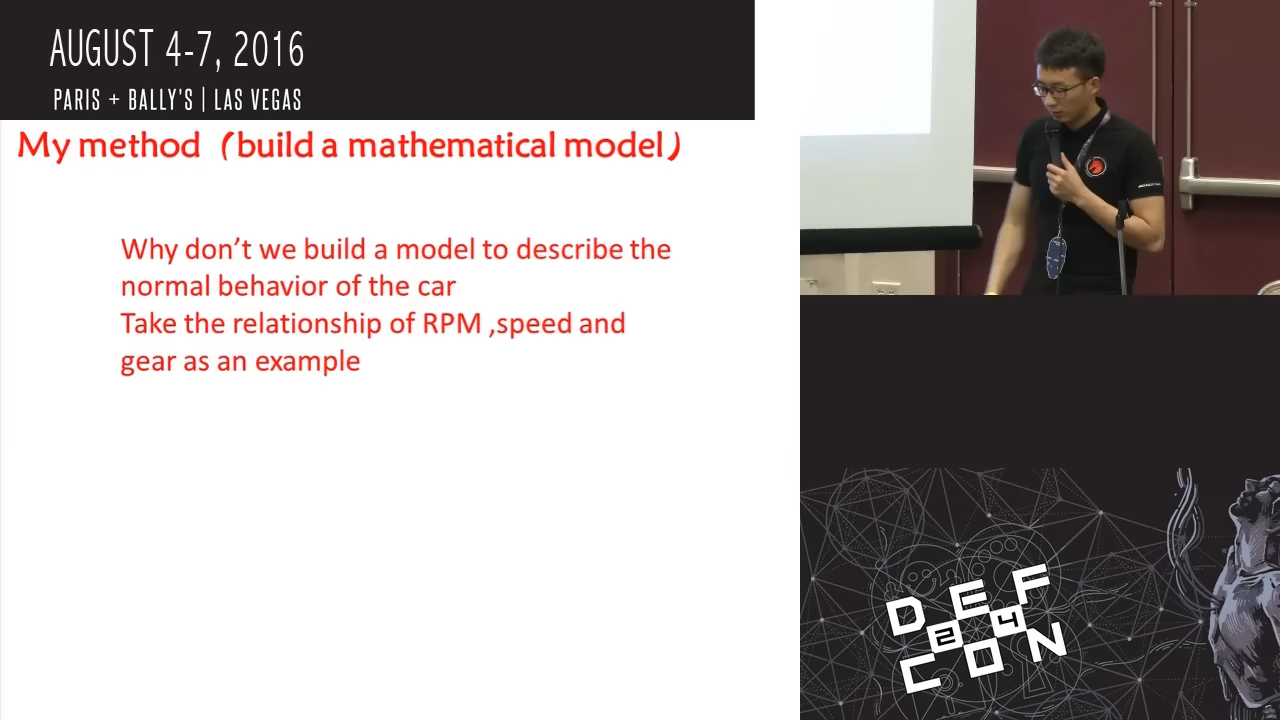 AUGUST 4-7, 2016
PARIS + BALLY'S | LAS VEGAS
My method (build a mathematical model)
Why don't we build a model to describe the
normal behavior of the car
Take the relationship of RPM ,speed and
gear as an example
DEF
24
CON